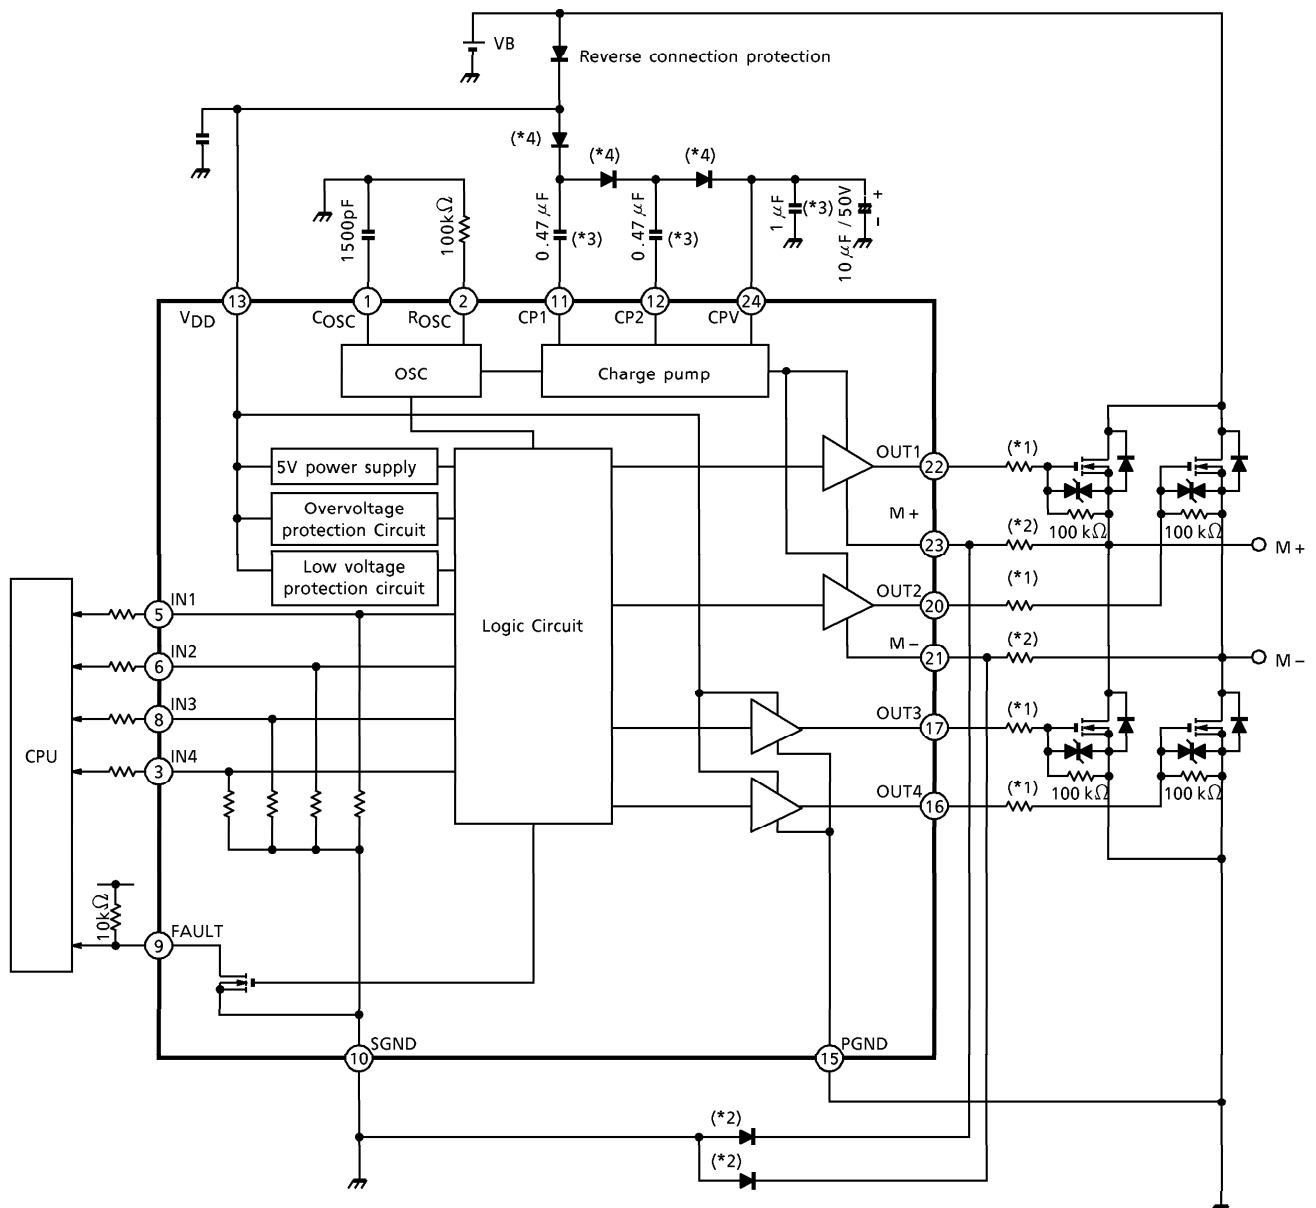 VB
Reverse connection protection
(*4)
(*4)
(*4)
1500pF
100kΩ
0.47 μF
(*3)
0.47 μF
(*3)
1 μF
(*3)
10 μF / 50V
+
-
13
1
2
11
12
24
VDD
COSC
ROSC
CP1
CP2
CPV
OSC
Charge pump
5V power supply
Overvoltage
protection Circuit
Low voltage
protection circuit
Logic Circuit
OUT1
22
(*1)
100 kΩ
100 kΩ
M+
23
(*2)
M+
OUT2
20
(*1)
M−
21
(*2)
M−
OUT3
17
(*1)
100 kΩ
100 kΩ
OUT4
16
(*1)
CPU
IN1
5
IN2
6
IN3
8
IN4
3
10kΩ
FAULT
9
SGND
10
PGND
15
(*2)
(*2)